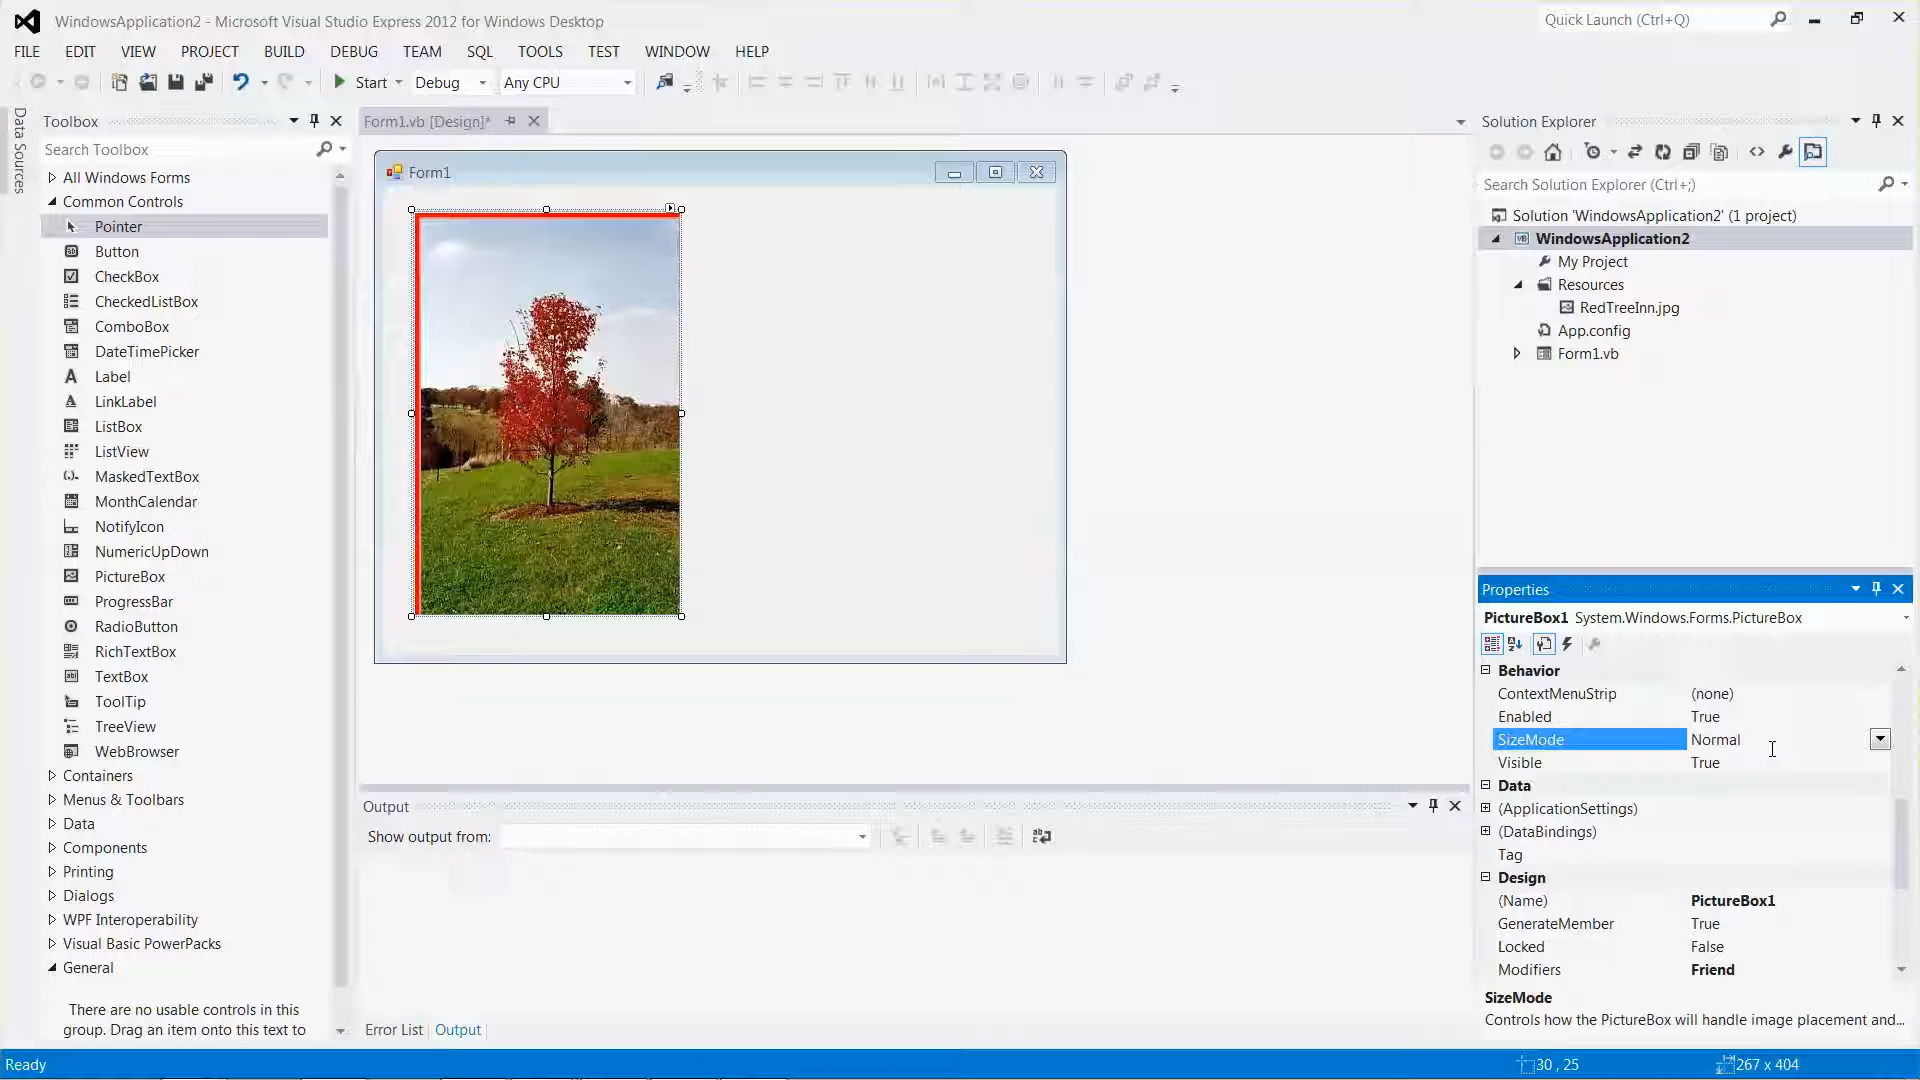 WindowsApplication2 - Microsoft Visual Studio Express 2012 for Windows Desktop
Quick Launch (Ctrl+Q)
FILE EDIT VIEW PROJECT BUILD DEBUG TEAM SQL TOOLS TEST WINDOW HELP
Start Debug Any CPU
Data Sources
Toolbox
Search Toolbox
All Windows Forms
Common Controls
Pointer
Button
CheckBox
CheckedListBox
ComboBox
DateTimePicker
Label
LinkLabel
ListBox
ListView
MaskedTextBox
MonthCalendar
NotifyIcon
NumericUpDown
PictureBox
ProgressBar
RadioButton
RichTextBox
TextBox
ToolTip
TreeView
WebBrowser
Containers
Menus & Toolbars
Data
Components
Printing
Dialogs
WPF Interoperability
Visual Basic PowerPacks
General
There are no usable controls in this
group. Drag an item onto this text to
Form1.vb [Design]*
Form1
Output
Show output from:
Error List Output
Solution Explorer
Search Solution Explorer (Ctrl+;)
Solution 'WindowsApplication2' (1 project)
WindowsApplication2
My Project
Resources
RedTreeInn.jpg
App.config
Form1.vb
Properties
PictureBox1 System.Windows.Forms.PictureBox
Behavior
ContextMenuStrip (none)
Enabled True
SizeMode Normal
Visible True
Data
(ApplicationSettings)
(DataBindings)
Tag
Design
(Name) PictureBox1
GenerateMember True
Locked False
Modifiers Friend
SizeMode
Controls how the PictureBox will handle image placement and...
Ready
30 , 25
267 x 404